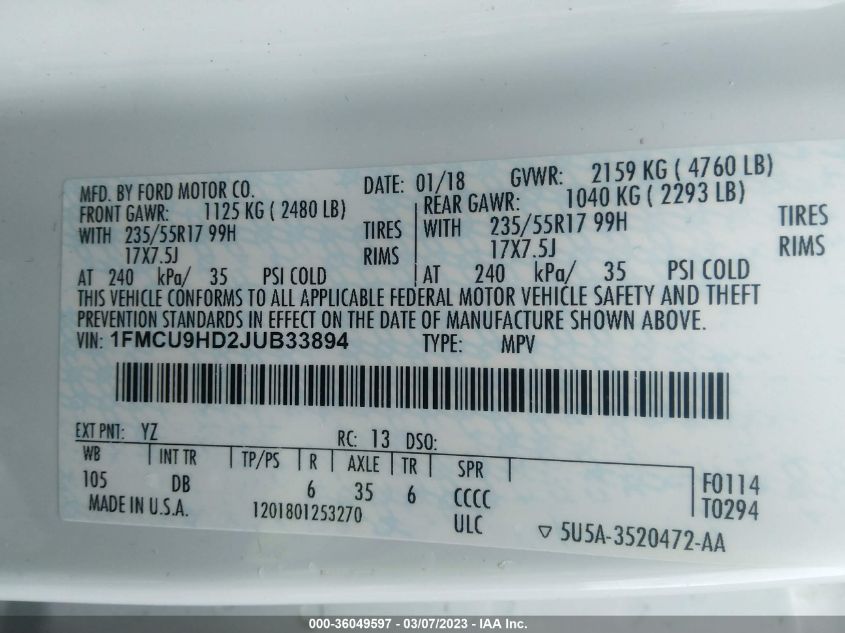 MFD. BY FORD MOTOR CO. DATE: 01/18 GVWR: 2159 KG ( 4760 LB)
FRONT GAWR: 1125 KG ( 2480 LB) REAR GAWR: 1040 KG ( 2293 LB)
WITH 235/55R17 99H TIRES WITH 235/55R17 99H TIRES
17X7.5J RIMS 17X7.5J RIMS
AT 240 kPa/ 35 PSI COLD AT 240 kPa/ 35 PSI COLD
THIS VEHICLE CONFORMS TO ALL APPLICABLE FEDERAL MOTOR VEHICLE SAFETY AND THEFT
PREVENTION STANDARDS IN EFFECT ON THE DATE OF MANUFACTURE SHOWN ABOVE.
VIN: 1FMCU9HD2JUB33894 TYPE: MPV
EXT PNT: YZ RC: 13 DSO:
WB INT TR TP/PS R AXLE TR SPR
105 DB 6 35 6 CCCC F0114
MADE IN U.S.A. 1201801253270 ULC T0294
5U5A-3520472-AA
000-36049597 - 03/07/2023 - IAA Inc.